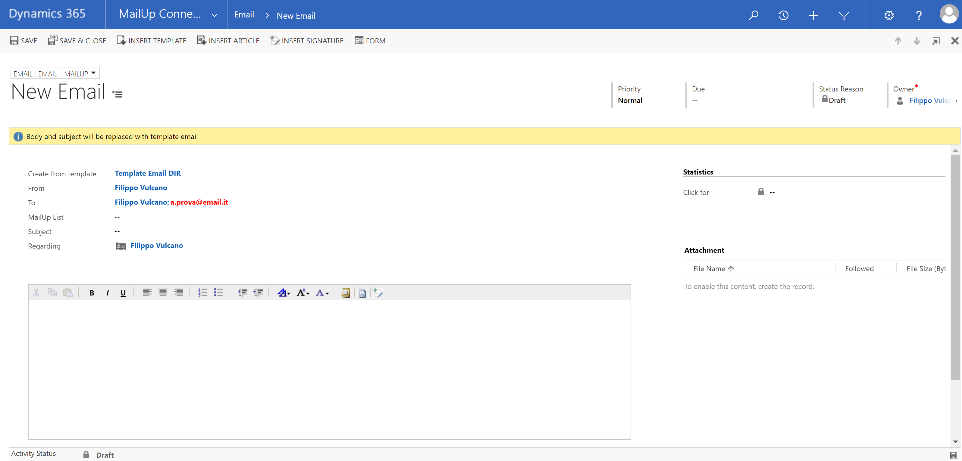 Dynamics 365 MailUp Conne... Email > New Email
SAVE SAVE & CLOSE INSERT TEMPLATE INSERT ARTICLE INSERT SIGNATURE FORM
EMAIL : EMAIL - MAILUP
New Email
Priority
Normal
Due
--
Status Reason
Draft
Owner*
Filippo Vulc
Body and subject will be replaced with template email
Create from template Template Email DIR
From Filippo Vulcano
To Filippo Vulcano; a.prova@email.it
MailUp List --
Subject --
Regarding Filippo Vulcano
Statistics
Click for --
Attachment
File Name ↑ Followed File Size (Byt
To enable this content, create the record.
B I U
Activity Status Draft